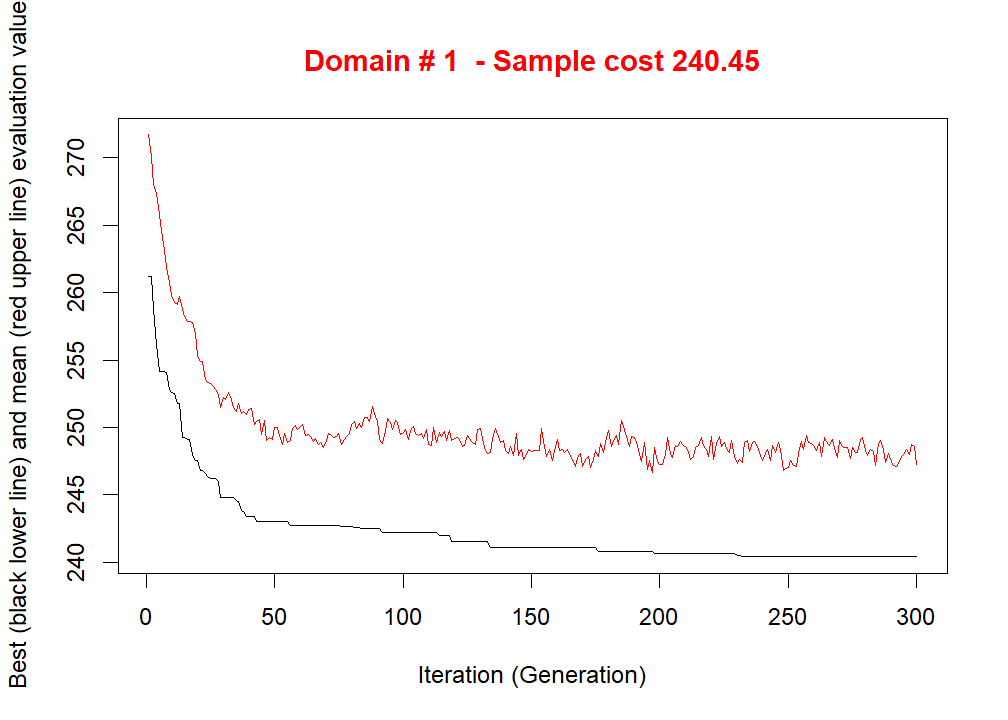 Domain # 1  - Sample cost 240.45
Best (black lower line) and mean (red upper line) evaluation value
270
265
260
255
250
245
240
0 50 100 150 200 250 300
Iteration (Generation)